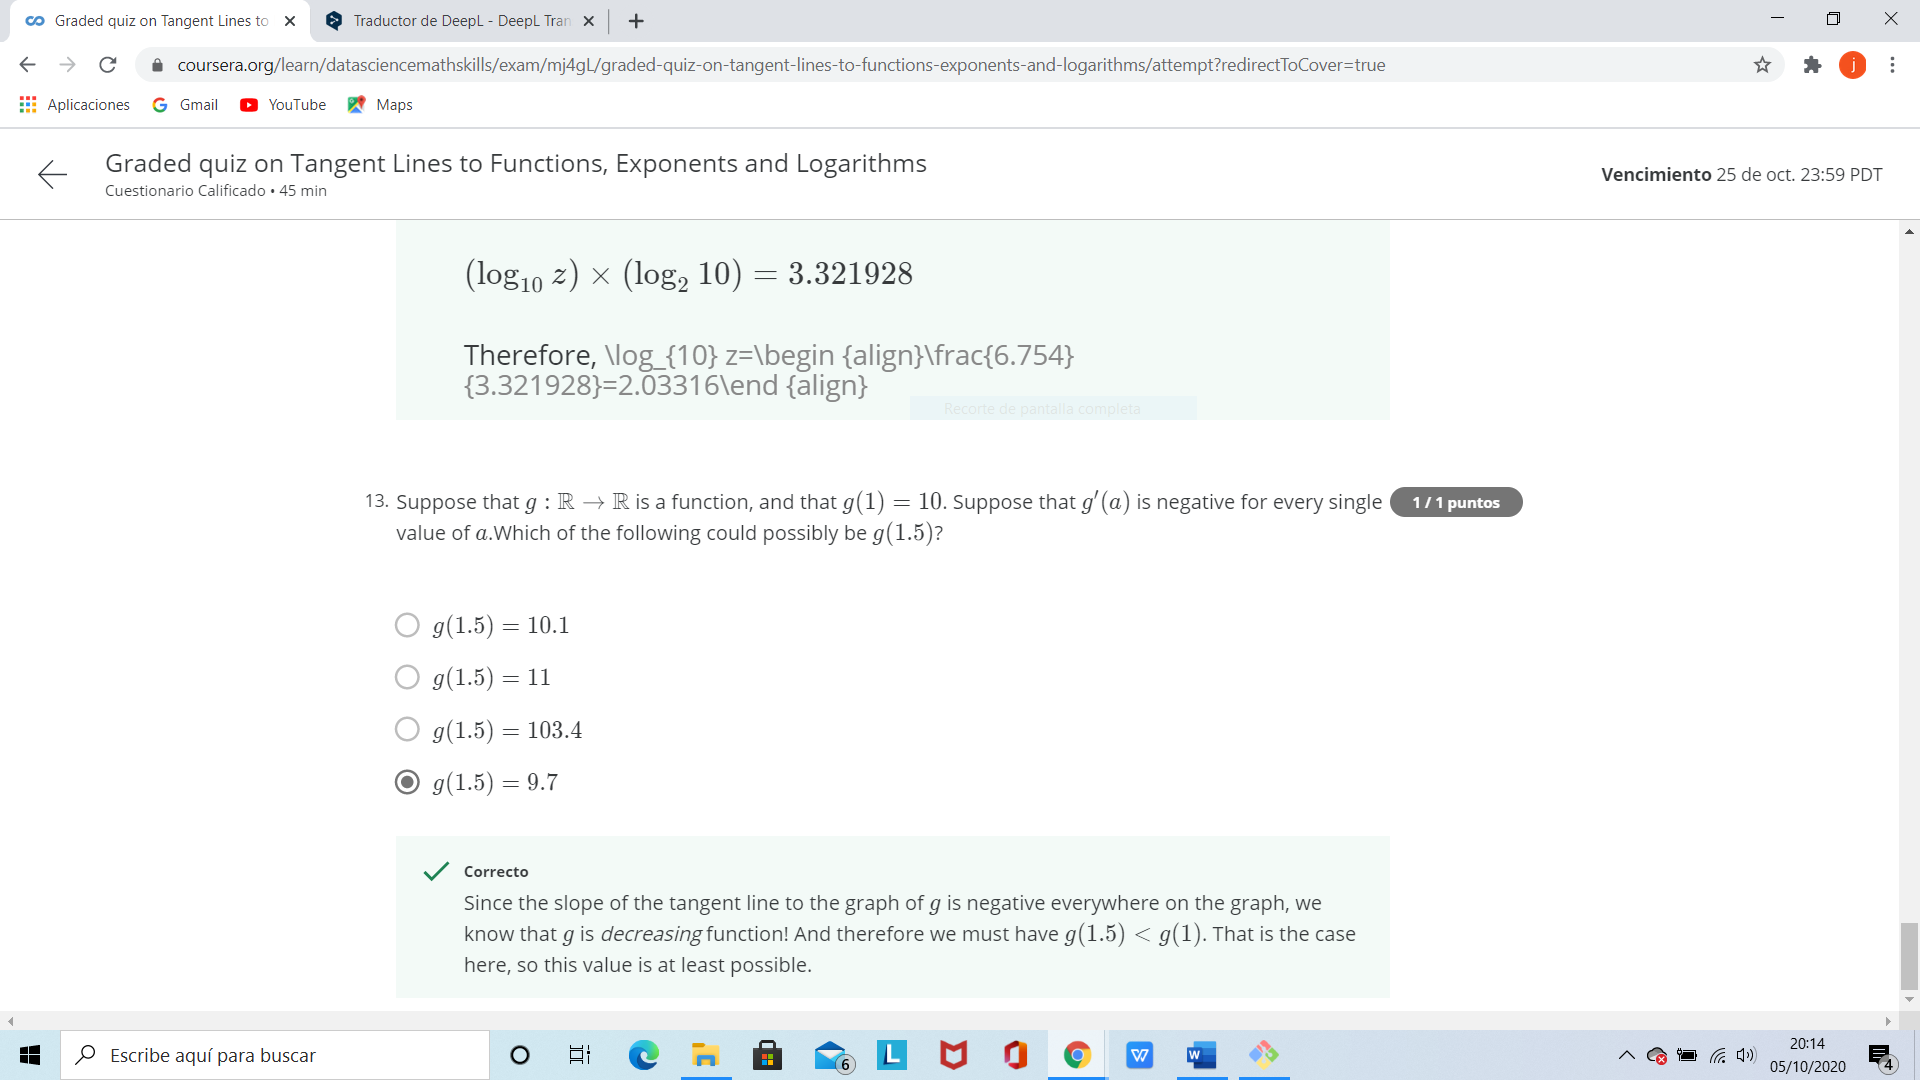 Graded quiz on Tangent Lines to
Traductor de DeepL - DeepL Tran
coursera.org/learn/datasciencemathskills/exam/mj4gL/graded-quiz-on-tangent-lines-to-functions-exponents-and-logarithms/attempt?redirectToCover=true
j
Aplicaciones Gmail YouTube Maps
Graded quiz on Tangent Lines to Functions, Exponents and Logarithms
Cuestionario Calificado • 45 min
Vencimiento 25 de oct. 23:59 PDT
(log₁₀ z) × (log₂ 10) = 3.321928
Therefore, \log_{10} z=\begin {align}\frac{6.754}
{3.321928}=2.03316\end {align}
Recorte de pantalla completa
13. Suppose that g : ℝ → ℝ is a function, and that g(1) = 10. Suppose that g′(a) is negative for every single 1 / 1 puntos
value of a.Which of the following could possibly be g(1.5)?
g(1.5) = 10.1
g(1.5) = 11
g(1.5) = 103.4
g(1.5) = 9.7
Correcto
Since the slope of the tangent line to the graph of g is negative everywhere on the graph, we
know that g is decreasing function! And therefore we must have g(1.5) < g(1). That is the case
here, so this value is at least possible.
Escribe aquí para buscar
6
L
W
W
20:14
05/10/2020
4